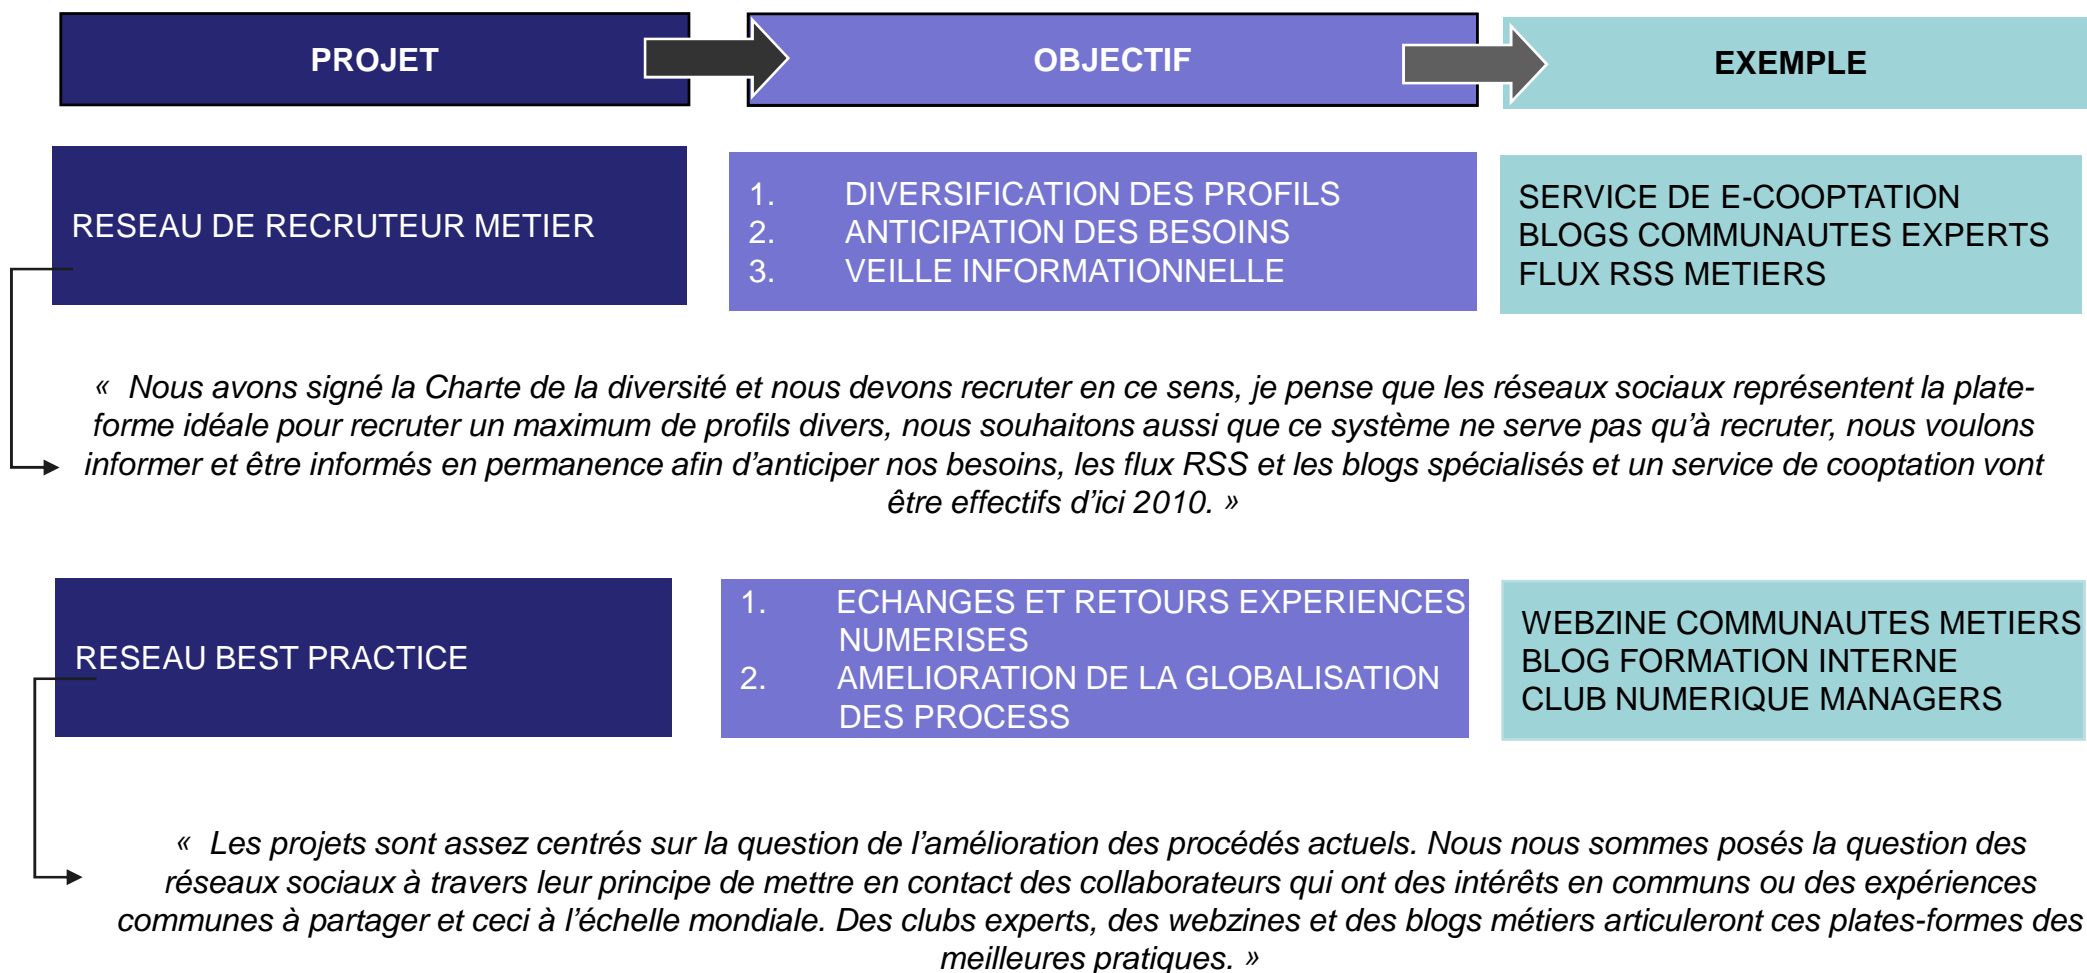 PROJET
OBJECTIF
EXEMPLE
RESEAU DE RECRUTEUR METIER
1. DIVERSIFICATION DES PROFILS
2. ANTICIPATION DES BESOINS
3. VEILLE INFORMATIONNELLE
SERVICE DE E-COOPTATION
BLOGS COMMUNAUTES EXPERTS
FLUX RSS METIERS
« Nous avons signé la Charte de la diversité et nous devons recruter en ce sens, je pense que les réseaux sociaux représentent la plate-
forme idéale pour recruter un maximum de profils divers, nous souhaitons aussi que ce système ne serve pas qu’à recruter, nous voulons
informer et être informés en permanence afin d’anticiper nos besoins, les flux RSS et les blogs spécialisés et un service de cooptation vont
être effectifs d’ici 2010. »
RESEAU BEST PRACTICE
1. ECHANGES ET RETOURS EXPERIENCES
NUMERISES
2. AMELIORATION DE LA GLOBALISATION
DES PROCESS
WEBZINE COMMUNAUTES METIERS
BLOG FORMATION INTERNE
CLUB NUMERIQUE MANAGERS
« Les projets sont assez centrés sur la question de l’amélioration des procédés actuels. Nous nous sommes posés la question des
réseaux sociaux à travers leur principe de mettre en contact des collaborateurs qui ont des intérêts en communs ou des expériences
communes à partager et ceci à l’échelle mondiale. Des clubs experts, des webzines et des blogs métiers articuleront ces plates-formes des
meilleures pratiques. »